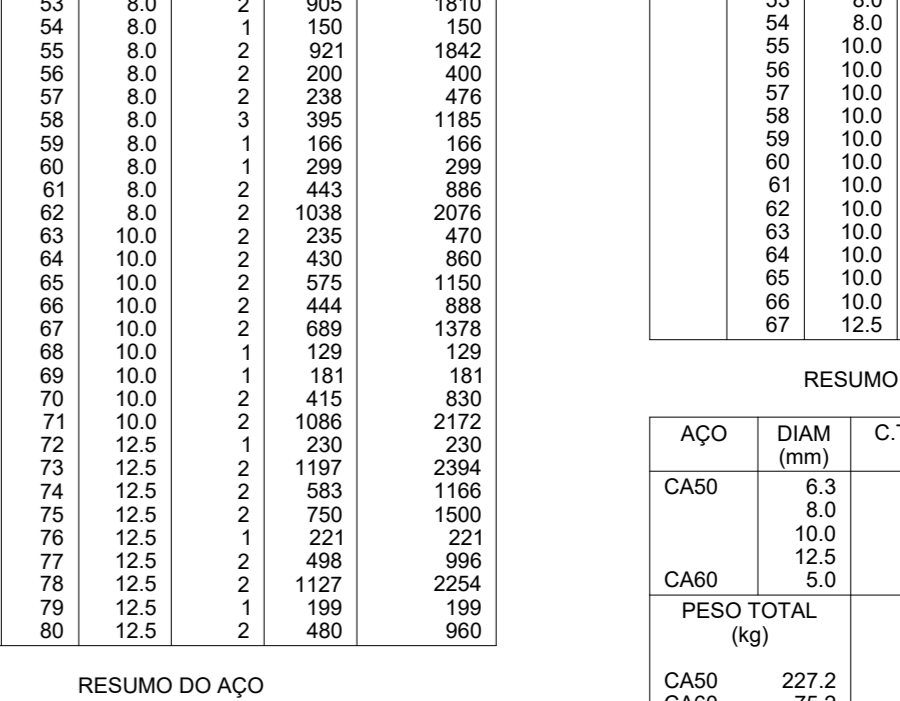 53 8.0 2 905 1810
54 8.0 1 150 150
55 8.0 2 921 1842
56 8.0 2 200 400
57 8.0 2 238 476
58 8.0 3 395 1185
59 8.0 1 166 166
60 8.0 1 299 299
61 8.0 2 443 886
62 8.0 2 1038 2076
63 10.0 2 235 470
64 10.0 2 430 860
65 10.0 2 575 1150
66 10.0 2 444 888
67 10.0 2 689 1378
68 10.0 1 129 129
69 10.0 1 181 181
70 10.0 2 415 830
71 10.0 2 1086 2172
72 12.5 1 230 230
73 12.5 2 1197 2394
74 12.5 2 583 1166
75 12.5 2 750 1500
76 12.5 1 221 221
77 12.5 2 498 996
78 12.5 2 1127 2254
79 12.5 1 199 199
80 12.5 2 480 960
RESUMO DO AÇO
53 8.0
54 8.0
55 10.0
56 10.0
57 10.0
58 10.0
59 10.0
60 10.0
61 10.0
62 10.0
63 10.0
64 10.0
65 10.0
66 10.0
67 12.5
RESUMO
AÇO DIAM C.
(mm)
CA50 6.3
8.0
10.0
12.5
CA60 5.0
PESO TOTAL
(kg)
CA50 227.2
CA60